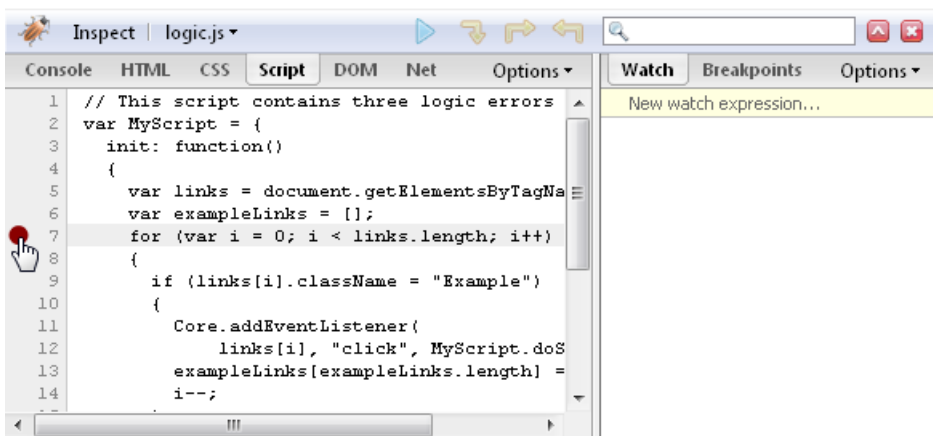 Inspect logic.js
Console HTML CSS Script DOM Net Options
Watch Breakpoints Options
New watch expression...
1 // This script contains three logic errors
2 var MyScript = {
3 init: function()
4 {
5 var links = document.getElementsByTagNa
6 var exampleLinks = [];
7 for (var i = 0; i < links.length; i++)
8 {
9 if (links[i].className = "Example")
10 {
11 Core.addEventListener(
12 links[i], "click", MyScript.doS
13 exampleLinks[exampleLinks.length] =
14 i--;